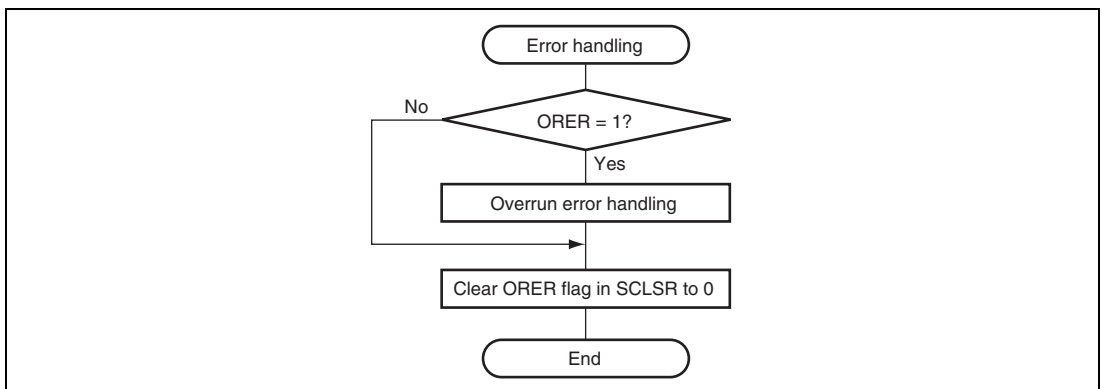 Error handling
No
ORER = 1?
Yes
Overrun error handling
Clear ORER flag in SCLSR to 0
End